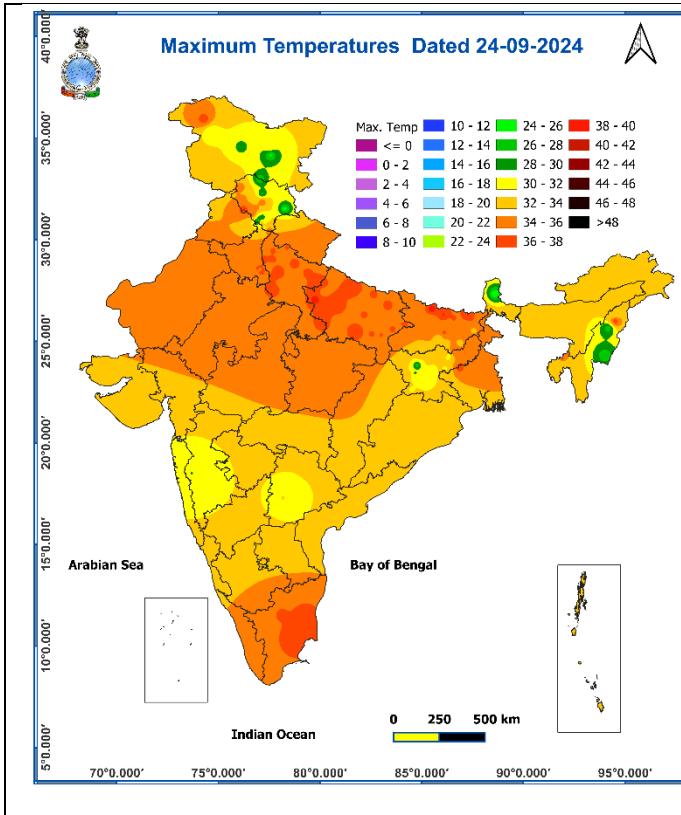 Maximum Temperatures Dated 24-09-2024
Max. Temp
<= 0
0 - 2
2 - 4
4 - 6
6 - 8
8 - 10
10 - 12
12 - 14
14 - 16
16 - 18
18 - 20
20 - 22
22 - 24
24 - 26
26 - 28
28 - 30
30 - 32
32 - 34
34 - 36
36 - 38
38 - 40
40 - 42
42 - 44
44 - 46
46 - 48
>48
40°0.000'
35°0.000'
30°0.000'
25°0.000'
20°0.000'
15°0.000'
10°0.000'
5°0.000'
Arabian Sea
Bay of Bengal
Indian Ocean
0 250 500 km
70°0.000' 75°0.000' 80°0.000' 85°0.000' 90°0.000' 95°0.000'